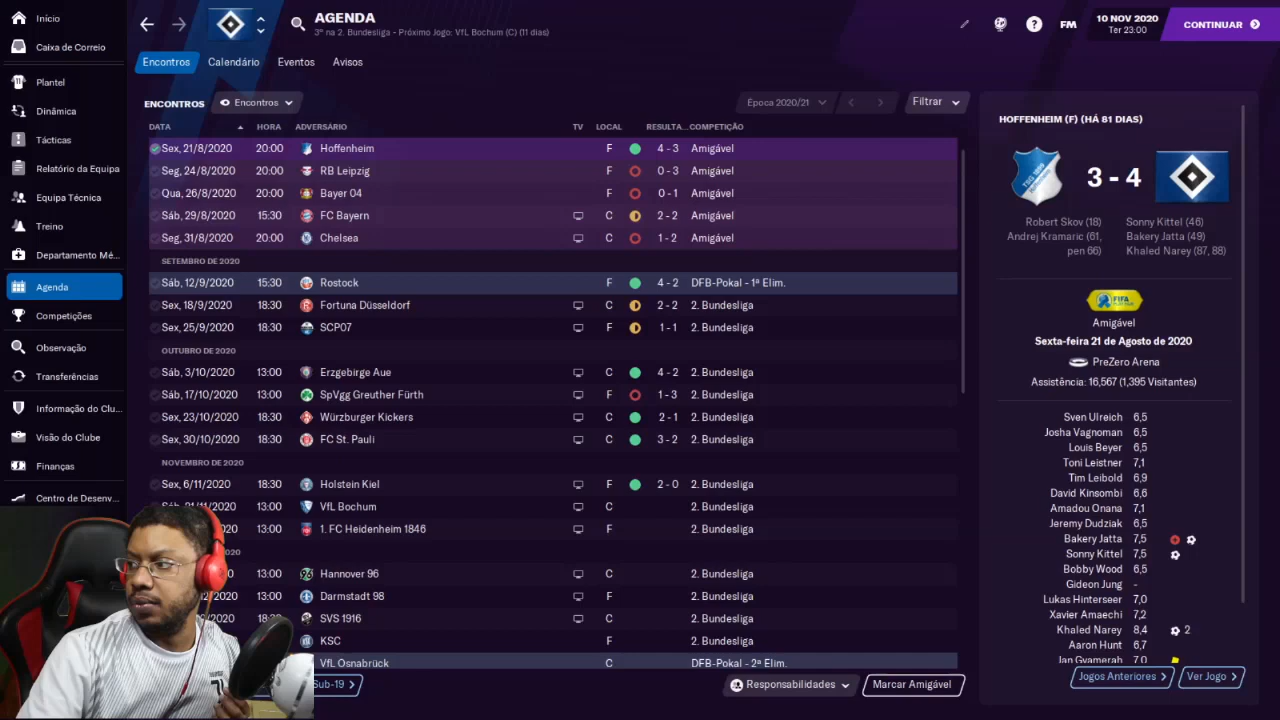 Início
Caixa de Correio
Plantel
Dinâmica
Tácticas
Relatório da Equipa
Equipa Técnica
Treino
Departamento Mé...
Agenda
Competições
Observação
Transferências
Informação do Clu...
Visão do Clube
Finanças
Centro de Desenv...
AGENDA
3º na 2. Bundesliga - Próximo Jogo: VfL Bochum (C) (11 dias)
FM
10 NOV 2020
Ter 23:00
CONTINUAR
Encontros Calendário Eventos Avisos
ENCONTROS Encontros Época 2020/21 Filtrar
DATA HORA ADVERSÁRIO TV LOCAL RESULTA... COMPETIÇÃO
Sex, 21/8/2020 20:00 Hoffenheim F 4 - 3 Amigável
Seg, 24/8/2020 20:00 RB Leipzig F 0 - 3 Amigável
Qua, 26/8/2020 20:00 Bayer 04 F 0 - 1 Amigável
Sáb, 29/8/2020 15:30 FC Bayern C 2 - 2 Amigável
Seg, 31/8/2020 20:00 Chelsea C 1 - 2 Amigável
SETEMBRO DE 2020
Sáb, 12/9/2020 15:30 Rostock F 4 - 2 DFB-Pokal - 1ª Elim.
Sex, 18/9/2020 18:30 Fortuna Düsseldorf C 2 - 2 2. Bundesliga
Sex, 25/9/2020 18:30 SCP07 F 1 - 1 2. Bundesliga
OUTUBRO DE 2020
Sáb, 3/10/2020 13:00 Erzgebirge Aue C 4 - 2 2. Bundesliga
Sáb, 17/10/2020 13:00 SpVgg Greuther Fürth F 1 - 3 2. Bundesliga
Sex, 23/10/2020 18:30 Würzburger Kickers C 2 - 1 2. Bundesliga
Sex, 30/10/2020 18:30 FC St. Pauli C 3 - 2 2. Bundesliga
NOVEMBRO DE 2020
Sex, 6/11/2020 18:30 Holstein Kiel F 2 - 0 2. Bundesliga
Sáb, 21/11/2020 13:00 VfL Bochum C 2. Bundesliga
13:00 1. FC Heidenheim 1846 F 2. Bundesliga
2020
13:00 Hannover 96 C 2. Bundesliga
13:00 Darmstadt 98 F 2. Bundesliga
SVS 1916 C 2. Bundesliga
KSC F 2. Bundesliga
VfL Osnabrück C DFB-Pokal - 2ª Elim.
Sub-19
Responsabilidades Marcar Amigável
HOFFENHEIM (F) (HÁ 81 DIAS)
3 - 4
Robert Skov (18) Sonny Kittel (46)
Andrej Kramaric (61, Bakery Jatta (49)
pen 66) Khaled Narey (87, 88)
FIFA
Amigável
Sexta-feira 21 de Agosto de 2020
PreZero Arena
Assistência: 16,567 (1,395 Visitantes)
Sven Ulreich 6,5
Josha Vagnoman 6,5
Louis Beyer 6,5
Toni Leistner 7,1
Tim Leibold 6,9
David Kinsombi 6,6
Amadou Onana 7,1
Jeremy Dudziak 6,5
Bakery Jatta 7,5
Sonny Kittel 7,5
Bobby Wood 6,5
Gideon Jung -
Lukas Hinterseer 7,0
Xavier Amaechi 7,2
Khaled Narey 8,4 2
Aaron Hunt 6,7
Jan Gyamerah 7,0
Jogos Anteriores Ver Jogo